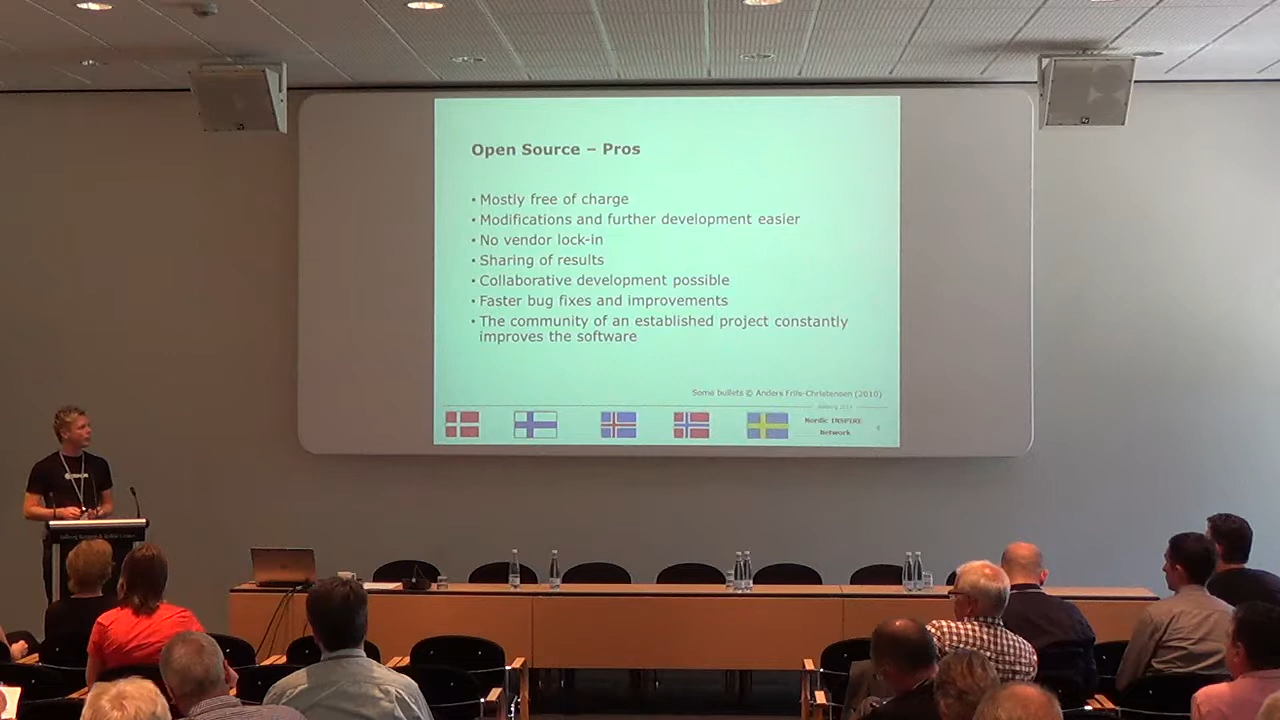 Open Source – Pros
• Mostly free of charge
• Modifications and further development easier
• No vendor lock-in
• Sharing of results
• Collaborative development possible
• Faster bug fixes and improvements
• The community of an established project constantly
improves the software
Some bullets © Anders Friis-Christensen (2010)
Nordic INSPIRE
Network